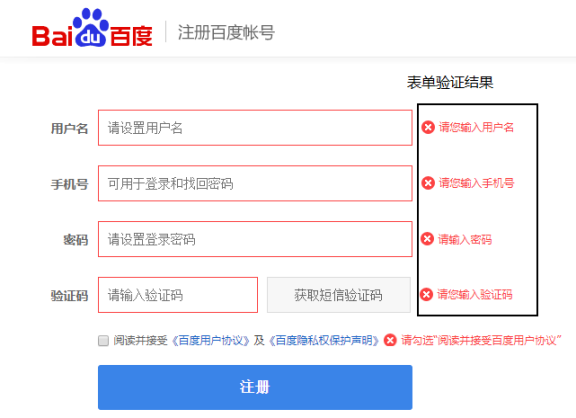 Baidu百度 注册百度帐号
表单验证结果
用户名 请设置用户名 请您输入用户名
手机号 可用于登录和找回密码 请您输入手机号
密码 请设置登录密码 请输入密码
验证码 请输入验证码 获取短信验证码 请您输入验证码
阅读并接受《百度用户协议》及《百度隐私权保护声明》 请勾选“阅读并接受百度用户协议”
注册